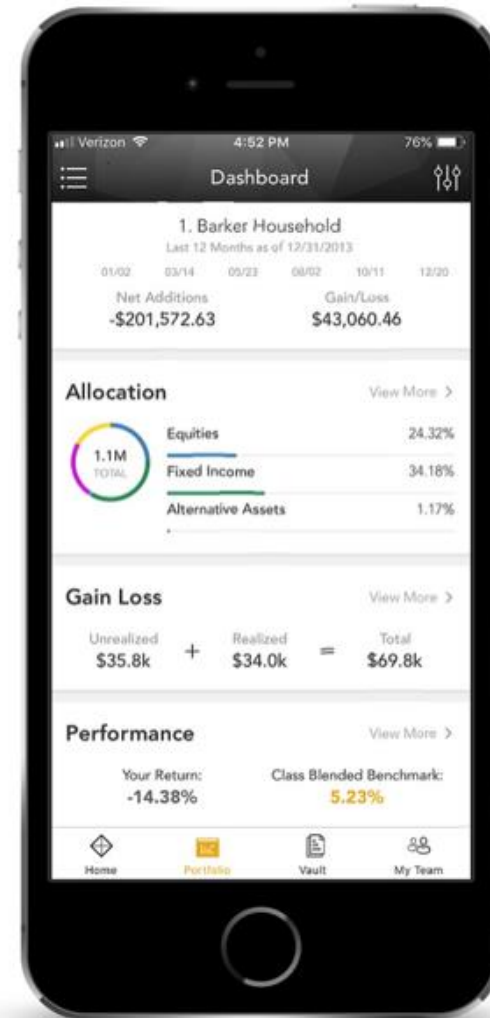 Verizon 4:52 PM 76%
Dashboard
1. Barker Household
Last 12 Months as of 12/31/2013
01/02 03/14 05/23 08/02 10/11 12/20
Net Additions Gain/Loss
-$201,572.63 $43,060.46
Allocation View More >
1.1M
TOTAL
Equities 24.32%
Fixed Income 34.18%
Alternative Assets 1.17%
Gain Loss View More >
Unrealized Realized Total
$35.8k + $34.0k = $69.8k
Performance View More >
Your Return: Class Blended Benchmark:
-14.38% 5.23%
Home Portfolio Vault My Team